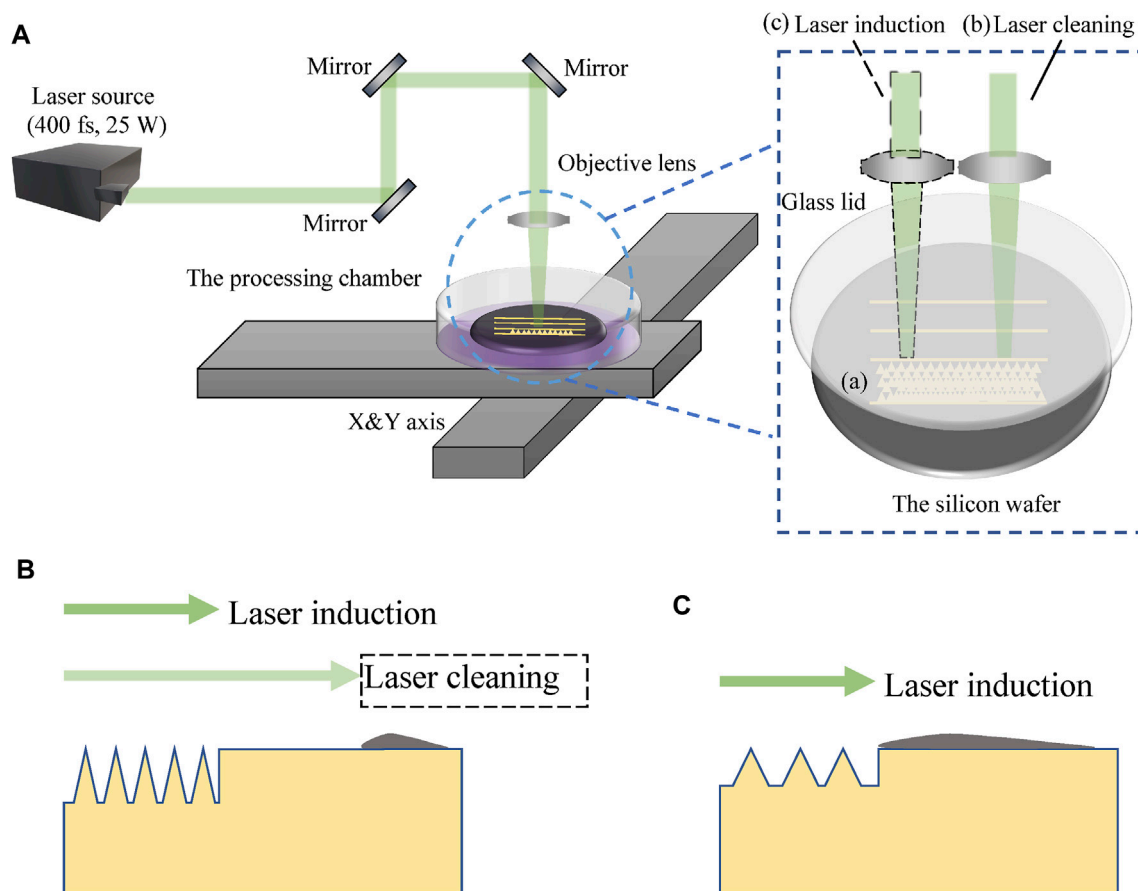 A
Laser source
(400 fs, 25 W)
Mirror
Mirror
Mirror
Objective lens
The processing chamber
X&Y axis
(c) Laser induction
(b) Laser cleaning
Glass lid
(a)
The silicon wafer
B
Laser induction
Laser cleaning
C
Laser induction